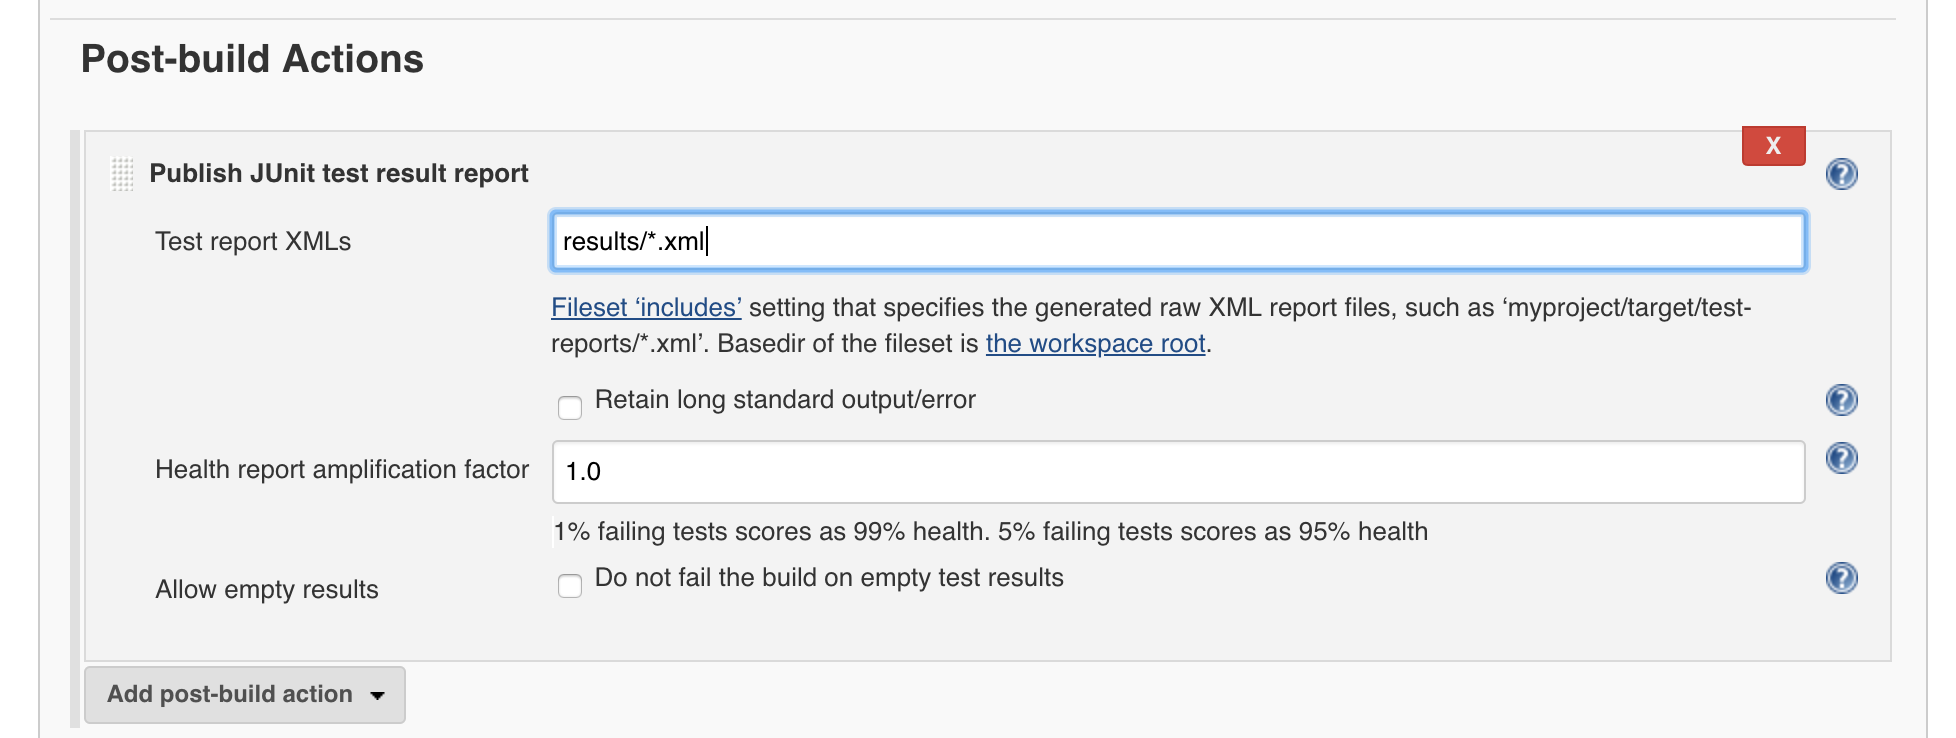 Post-build Actions
X
Publish JUnit test result report
?
Test report XMLs
results/*.xml
Fileset ‘includes’ setting that specifies the generated raw XML report files, such as ‘myproject/target/test-
reports/*.xml’. Basedir of the fileset is the workspace root.
Retain long standard output/error
?
Health report amplification factor
1.0
?
1% failing tests scores as 99% health. 5% failing tests scores as 95% health
Allow empty results
Do not fail the build on empty test results
?
Add post-build action